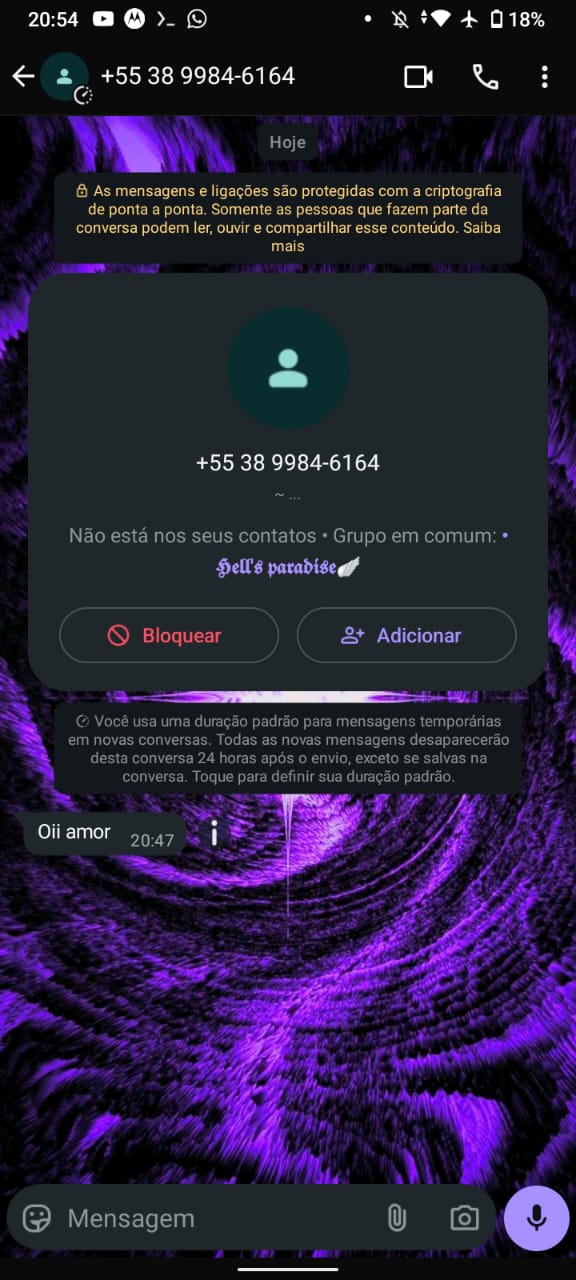 20:54
18%
+55 38 9984-6164
Hoje
As mensagens e ligações são protegidas com a criptografia
de ponta a ponta. Somente as pessoas que fazem parte da
conversa podem ler, ouvir e compartilhar esse conteúdo. Saiba
mais
+55 38 9984-6164
~ ...
Não está nos seus contatos • Grupo em comum: •
𝕳𝖊𝖑𝖑'𝖘 𝖕𝖆𝖗𝖆𝖉𝖎𝖘𝖊🪽
Bloquear
Adicionar
Você usa uma duração padrão para mensagens temporárias
em novas conversas. Todas as novas mensagens desaparecerão
desta conversa 24 horas após o envio, exceto se salvas na
conversa. Toque para definir sua duração padrão.
Oii amor 20:47
Mensagem